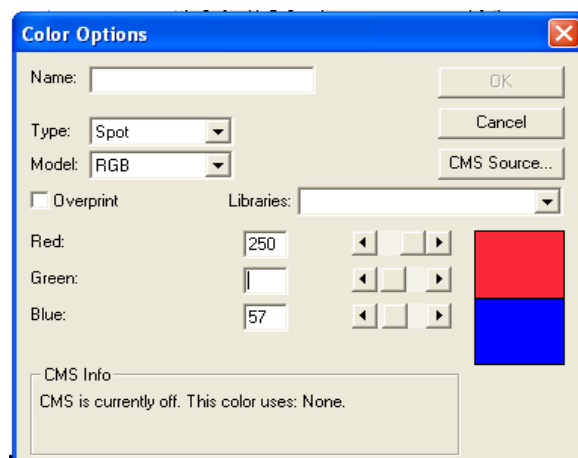 Color Options
Name:
OK
Type: Spot
Cancel
Model: RGB
CMS Source...
Overprint
Libraries:
Red: 250
Green:
Blue: 57
CMS Info
CMS is currently off. This color uses: None.